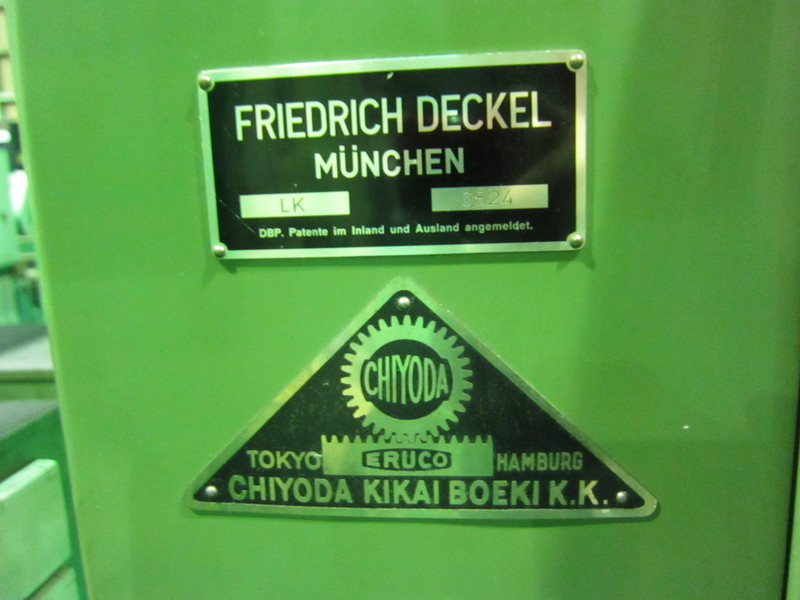 FRIEDRICH DECKEL
MÜNCHEN
LK
DBP. Patente im Inland und Ausland angemeldet.
CHIYODA
TOKYO ERUCO HAMBURG
CHIYODA KIKAI BOEKI K.K.